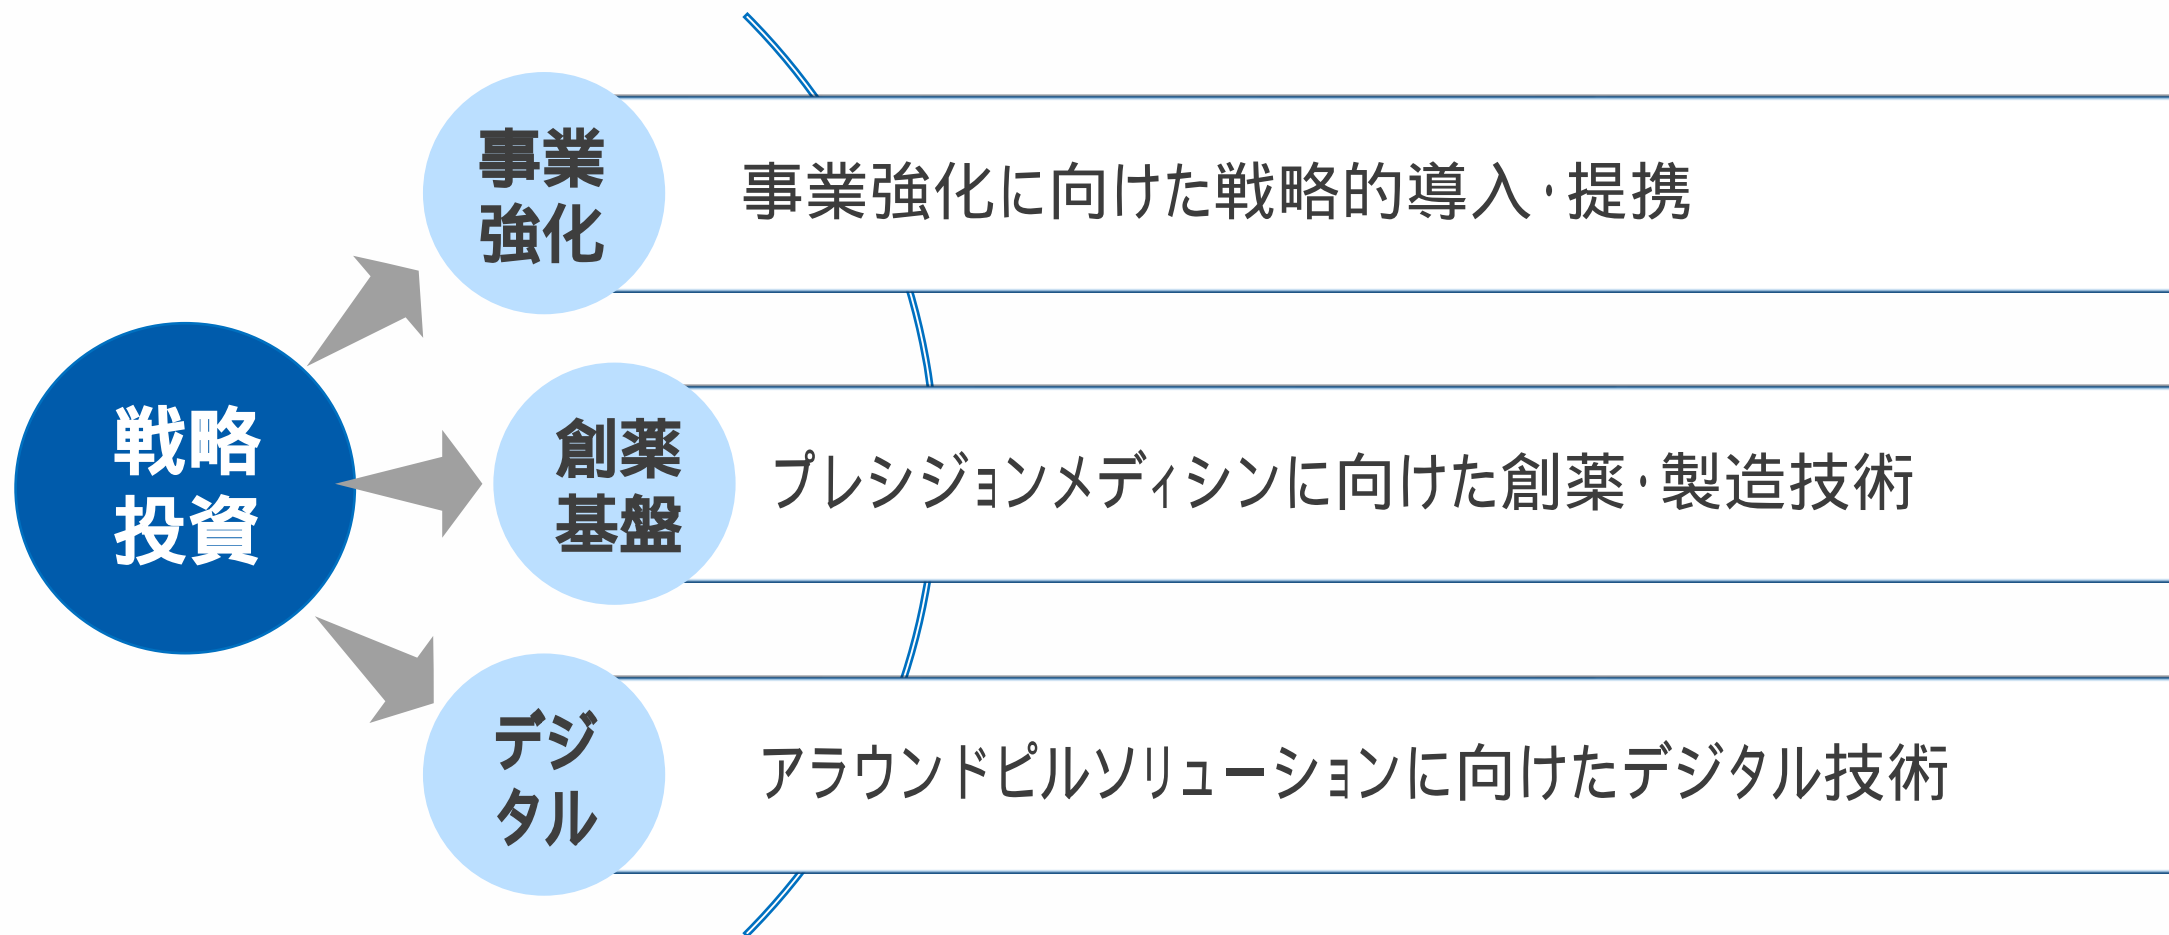 戦略
投資
事業
強化
事業強化に向けた戦略的導入・提携
創薬
基盤
プレシジョンメディシンに向けた創薬・製造技術
デジ
タル
アラウンドピルソリューションに向けたデジタル技術